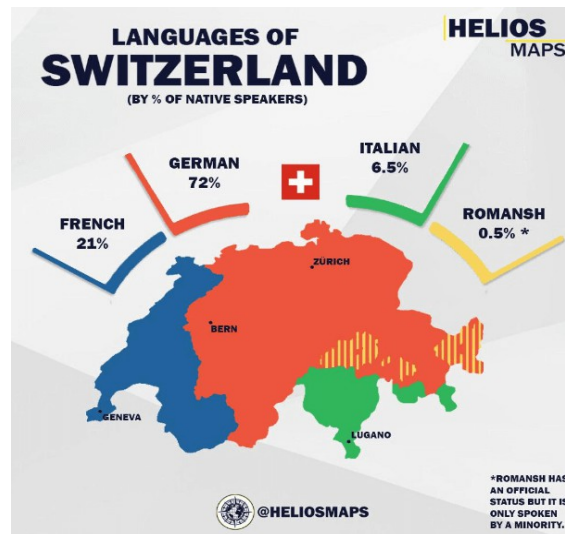 LANGUAGES OF
SWITZERLAND
(BY % OF NATIVE SPEAKERS)
HELIOS
MAPS
GERMAN
72%
ITALIAN
6.5%
FRENCH
21%
ROMANSH
0.5% *
ZÜRICH
BERN
GENEVA
LUGANO
@HELIOSMAPS
*ROMANSH HAS
AN OFFICIAL
STATUS BUT IT IS
ONLY SPOKEN
BY A MINORITY.